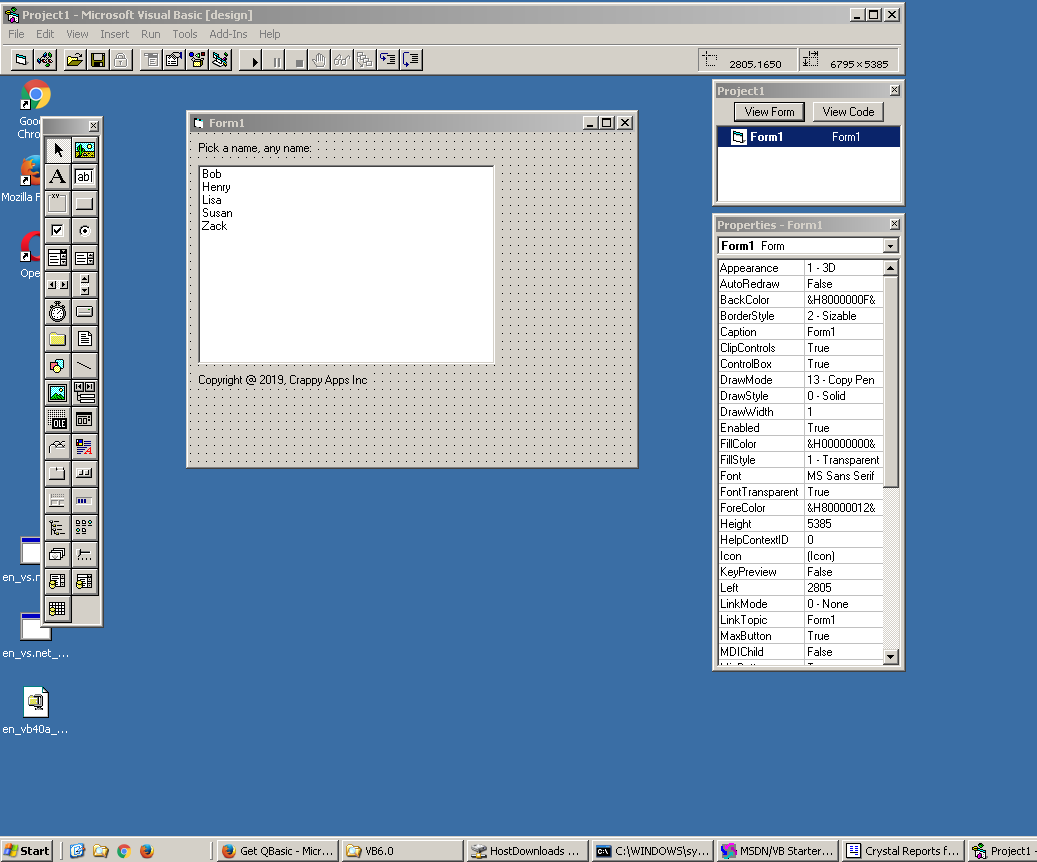 Project1 - Microsoft Visual Basic [design]
File Edit View Insert Run Tools Add-Ins Help
2805,1650 6795×5385
Goo
Chro
Mozilla F
Ope
en_vs.n
en_vs.net_...
en_vb40a_...
A
ab|
XY
OLE
Form1
Pick a name, any name:
Bob
Henry
Lisa
Susan
Zack
Copyright @ 2019, Crappy Apps Inc
Project1
View Form View Code
Form1 Form1
Properties - Form1
Form1 Form
Appearance 1 - 3D
AutoRedraw False
BackColor &H8000000F&
BorderStyle 2 - Sizable
Caption Form1
ClipControls True
ControlBox True
DrawMode 13 - Copy Pen
DrawStyle 0 - Solid
DrawWidth 1
Enabled True
FillColor &H00000000&
FillStyle 1 - Transparent
Font MS Sans Serif
FontTransparent True
ForeColor &H80000012&
Height 5385
HelpContextID 0
Icon (Icon)
KeyPreview False
Left 2805
LinkMode 0 - None
LinkTopic Form1
MaxButton True
MDIChild False
Start Get QBasic - Micr... VB6.0 HostDownloads ... C:\WINDOWS\sy... MSDN/VB Starter... Crystal Reports f... Project1 -